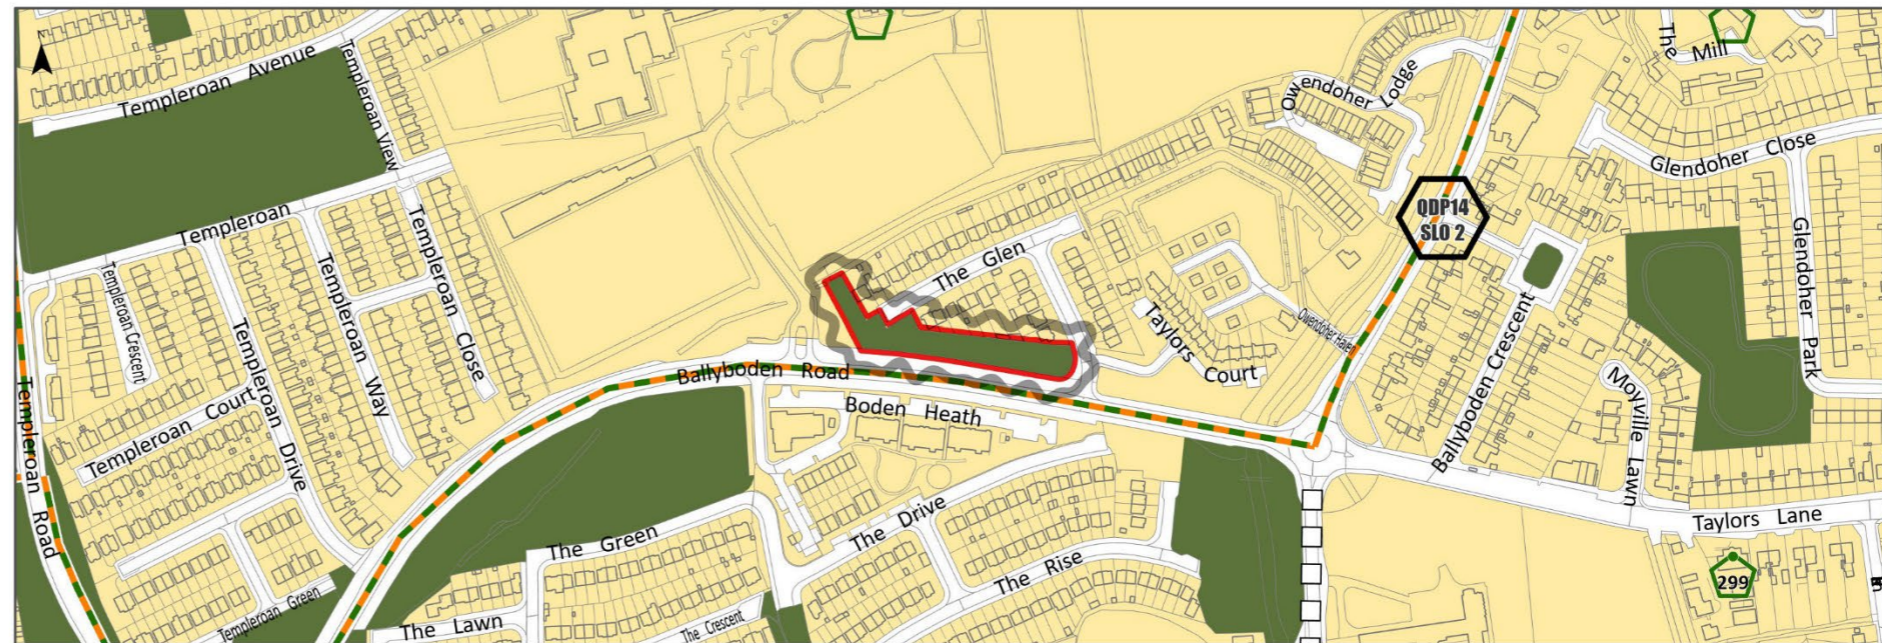 Templeroan Avenue
Templeroan View
Templeroan
Templeroan Crescent
Templeroan Drive
Templeroan Way
Templeroan Close
Templeroan Court
Templeroan Road
Templeroan Green
The Lawn
The Green
The Crescent
The Drive
The Rise
Ballyboden Road
Boden Heath
The Glen
Taylors Court
Owendoher Haven
Owendoher Lodge
QDP14
SLO 2
The Mill
Glendoher Close
Glendoher Park
Ballyboden Crescent
Moyville Lawn
Taylors Lane
299